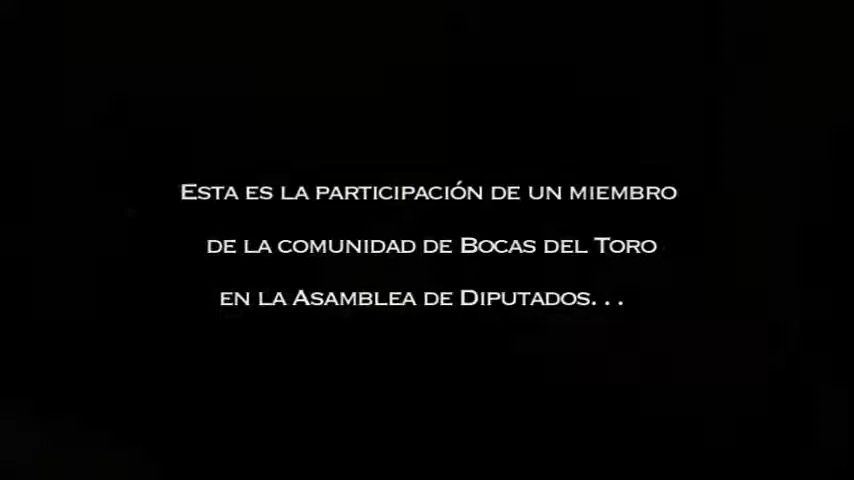 Esta es la participación de un miembro
de la comunidad de Bocas del Toro
en la Asamblea de Diputados. . .